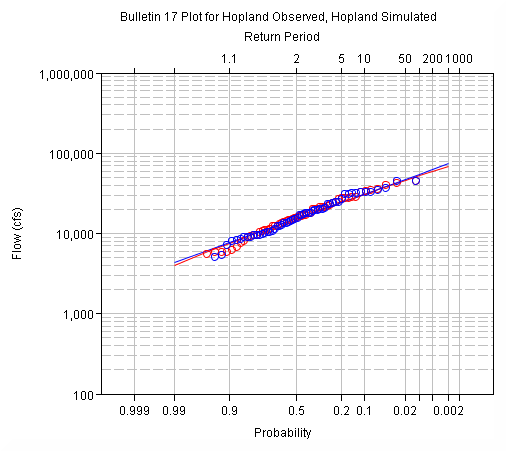 Bulletin 17 Plot for Hopland Observed, Hopland Simulated
Return Period
1.1 2 5 10 50 200 1000
1,000,000
100,000
10,000
1,000
100
Flow (cfs)
0.999 0.99 0.9 0.5 0.2 0.1 0.02 0.002
Probability